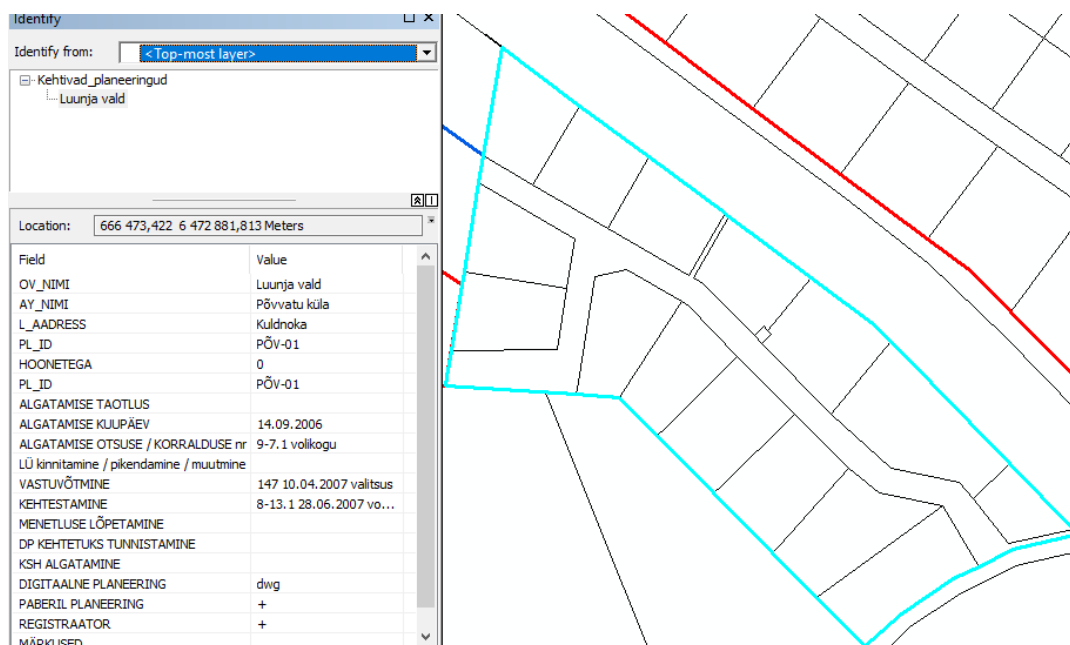 Identify
Identify from: <Top-most layer>
Kehtivad_planeeringud
Luunja vald
Location: 666 473,422 6 472 881,813 Meters
Field Value
OV_NIMI Luunja vald
AY_NIMI Põvvatu küla
L_AADRESS Kuldnoka
PL_ID PÕV-01
HOONETEGA 0
PL_ID PÕV-01
ALGATAMISE TAOTLUS
ALGATAMISE KUUPÄEV 14.09.2006
ALGATAMISE OTSUSE / KORRALDUSE nr 9-7.1 volikogu
LÜ kinnitamine / pikendamine / muutmine
VASTUVÕTMINE 147 10.04.2007 valitsus
KEHTESTAMINE 8-13.1 28.06.2007 vo...
MENETLUSE LÕPETAMINE
DP KEHTETUKS TUNNISTAMINE
KSH ALGATAMINE
DIGITAALNE PLANEERING dwg
PABERIL PLANEERING +
REGISTRAATOR +
MÄRKUSED